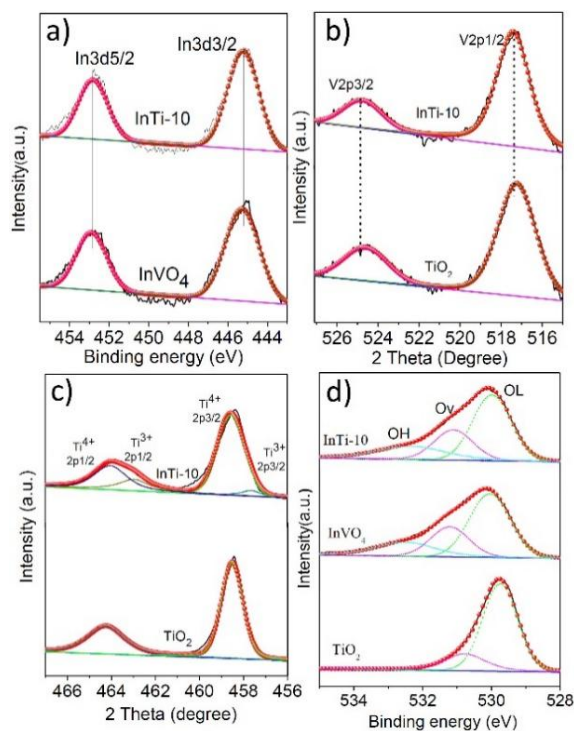 a)
In3d5/2
In3d3/2
InTi-10
InVO4
Intensity(a.u.)
454 452 450 448 446 444
Binding energy (eV)
b)
V2p1/2
V2p3/2
InTi-10
TiO2
Intensity (a.u.)
526 524 522 520 518 516
2 Theta (Degree)
c)
Ti4+
2p3/2
Ti4+
2p1/2
Ti3+
2p1/2
Ti3+
2p3/2
InTi-10
TiO2
Intensity (a.u.)
466 464 462 460 458 456
2 Theta (degree)
d)
OL
Ov
OH
InTi-10
InVO4
TiO2
Intensity (a.u.)
534 532 530 528
Binding energy (eV)